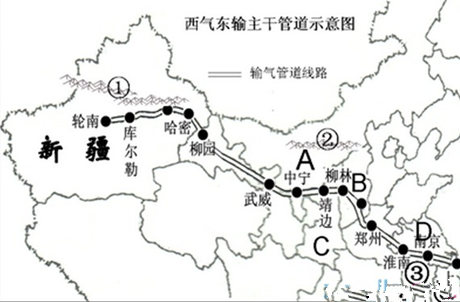 西气东输主干管道示意图
输气管道线路
①
轮南
库尔勒
哈密
柳园
新疆
②
A
武威
中宁
靖边
柳林
B
C
郑州
D
淮南
南京
③
上